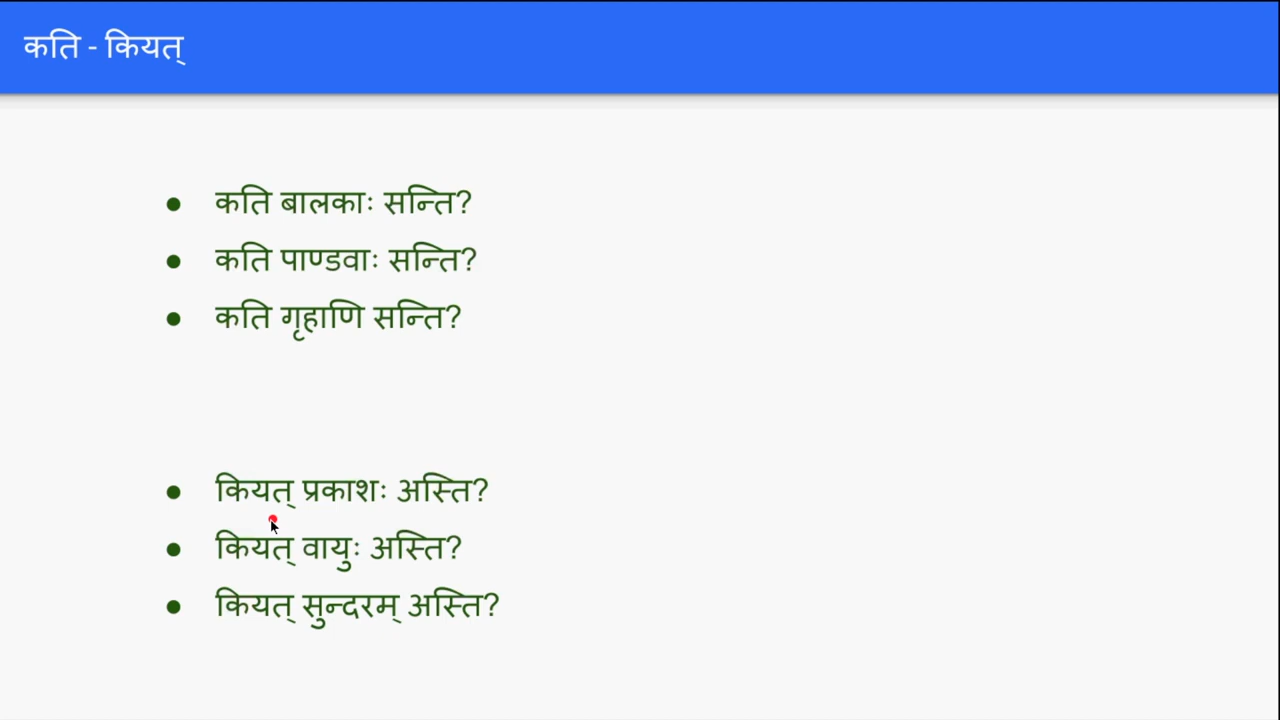 कति - कियत्
● कति बालकाः सन्ति?
● कति पाण्डवाः सन्ति?
● कति गृहाणि सन्ति?
● कियत् प्रकाशः अस्ति?
● कियत् वायुः अस्ति?
● कियत् सुन्दरम् अस्ति?